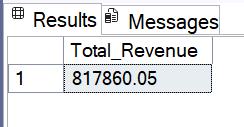 Results Messages
Total_Revenue
1 817860.05